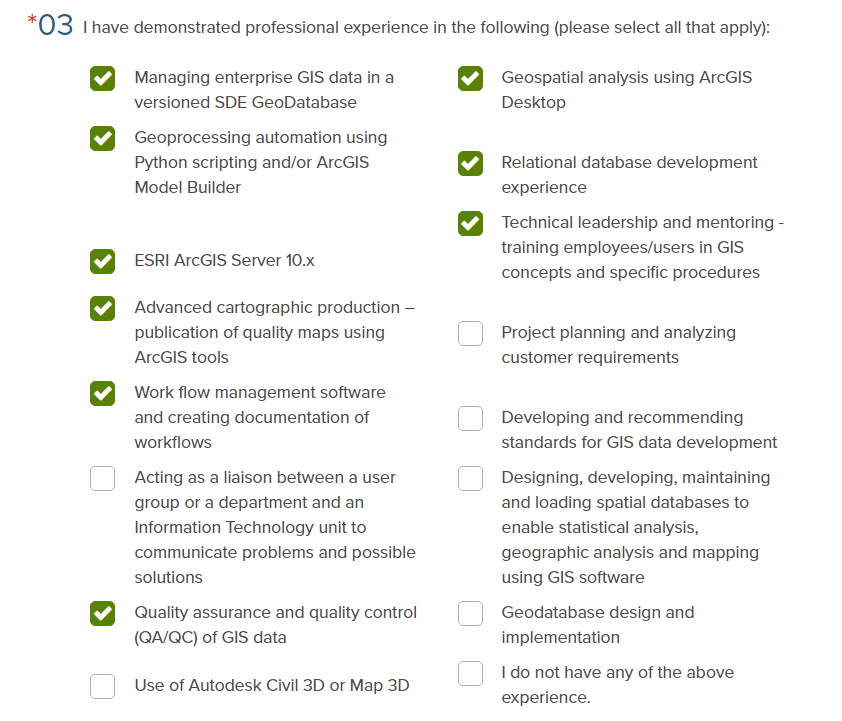 *03 I have demonstrated professional experience in the following (please select all that apply):
Managing enterprise GIS data in a
versioned SDE GeoDatabase
Geospatial analysis using ArcGIS
Desktop
Geoprocessing automation using
Python scripting and/or ArcGIS
Model Builder
Relational database development
experience
ESRI ArcGIS Server 10.x
Technical leadership and mentoring -
training employees/users in GIS
concepts and specific procedures
Advanced cartographic production –
publication of quality maps using
ArcGIS tools
Project planning and analyzing
customer requirements
Work flow management software
and creating documentation of
workflows
Developing and recommending
standards for GIS data development
Acting as a liaison between a user
group or a department and an
Information Technology unit to
communicate problems and possible
solutions
Designing, developing, maintaining
and loading spatial databases to
enable statistical analysis,
geographic analysis and mapping
using GIS software
Quality assurance and quality control
(QA/QC) of GIS data
Geodatabase design and
implementation
Use of Autodesk Civil 3D or Map 3D
I do not have any of the above
experience.